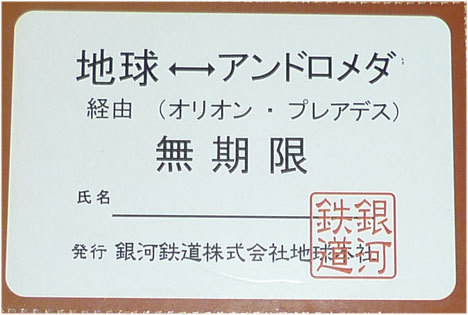 地球↔アンドロメダ
経由 （オリオン・プレアデス）
無期限
氏名
発行 銀河鉄道株式会社地球本社
銀河
鉄道